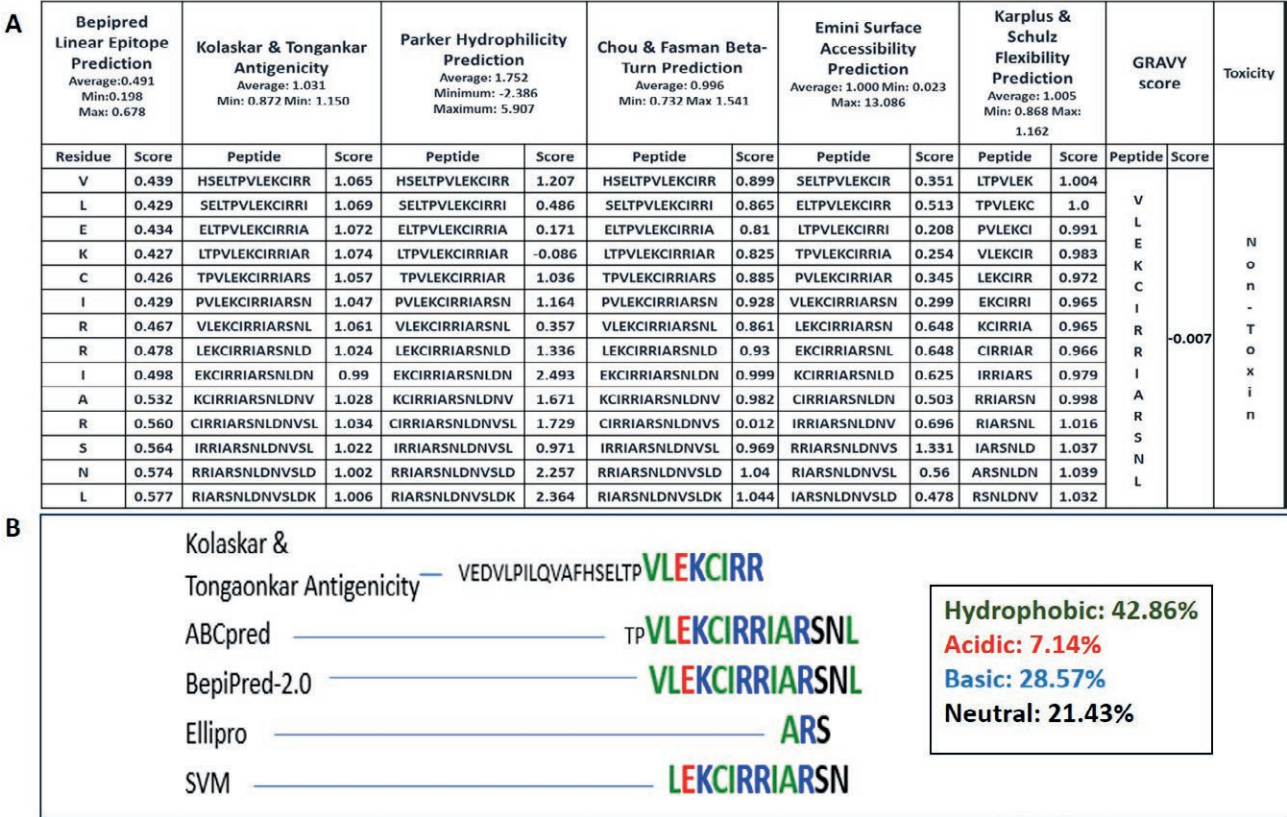 A
Bepipred Linear Epitope Prediction Average:0.491 Min:0.198 Max: 0.678
Kolaskar & Tongankar Antigenicity Average: 1.031 Min: 0.872 Min: 1.150
Parker Hydrophilicity Prediction Average: 1.752 Minimum: -2.386 Maximum: 5.907
Chou & Fasman Beta-Turn Prediction Average: 0.996 Min: 0.732 Max 1.541
Emini Surface Accessibility Prediction Average: 1.000 Min: 0.023 Max: 13.086
Karplus & Schulz Flexibility Prediction Average: 1.005 Min: 0.868 Max: 1.162
GRAVY score
Toxicity
Residue Score Peptide Score Peptide Score Peptide Score Peptide Score Peptide Score Peptide Score
V 0.439 HSELTPVLEKCIRR 1.065 HSELTPVLEKCIRR 1.207 HSELTPVLEKCIRR 0.899 SELTPVLEKCIR 0.351 LTPVLEK 1.004
L 0.429 SELTPVLEKCIRRI 1.069 SELTPVLEKCIRRI 0.486 SELTPVLEKCIRRI 0.865 ELTPVLEKCIRR 0.513 TPVLEKC 1.0
E 0.434 ELTPVLEKCIRRIA 1.072 ELTPVLEKCIRRIA 0.171 ELTPVLEKCIRRIA 0.81 LTPVLEKCIRRI 0.208 PVLEKCI 0.991
K 0.427 LTPVLEKCIRRIAR 1.074 LTPVLEKCIRRIAR -0.086 LTPVLEKCIRRIAR 0.825 TPVLEKCIRRIA 0.254 VLEKCIR 0.983
C 0.426 TPVLEKCIRRIARS 1.057 TPVLEKCIRRIAR 1.036 TPVLEKCIRRIARS 0.885 PVLEKCIRRIAR 0.345 LEKCIRR 0.972
I 0.429 PVLEKCIRRIARSN 1.047 PVLEKCIRRIARSN 1.164 PVLEKCIRRIARSN 0.928 VLEKCIRRIARSN 0.299 EKCIRRI 0.965
R 0.467 VLEKCIRRIARSNL 1.061 VLEKCIRRIARSNL 0.357 VLEKCIRRIARSNL 0.861 LEKCIRRIARSN 0.648 KCIRRIA 0.965
R 0.478 LEKCIRRIARSNLD 1.024 LEKCIRRIARSNLD 1.336 LEKCIRRIARSNLD 0.93 EKCIRRIARSNL 0.648 CIRRIAR 0.966
I 0.498 EKCIRRIARSNLDN 0.99 EKCIRRIARSNLDN 2.493 EKCIRRIARSNLDN 0.999 KCIRRIARSNLD 0.625 IRRIARS 0.979
A 0.532 KCIRRIARSNLDNV 1.028 KCIRRIARSNLDNV 1.671 KCIRRIARSNLDNV 0.982 CIRRIARSNLDN 0.503 RRIARSN 0.998
R 0.560 CIRRIARSNLDNVSL 1.034 CIRRIARSNLDNVSL 1.729 CIRRIARSNLDNVS 0.012 IRRIARSNLDNV 0.696 RIARSNL 1.016
S 0.564 IRRIARSNLDNVSL 1.022 IRRIARSNLDNVSL 0.971 IRRIARSNLDNVSL 0.969 RRIARSNLDNVS 1.331 IARSNLD 1.037
N 0.574 RRIARSNLDNVSLD 1.002 RRIARSNLDNVSLD 2.257 RRIARSNLDNVSLD 1.04 RIARSNLDNVSL 0.56 ARSNLDN 1.039
L 0.577 RIARSNLDNVSLDK 1.006 RIARSNLDNVSLDK 2.364 RIARSNLDNVSLDK 1.044 IARSNLDNVSLD 0.478 RSNLDNV 1.032
VLEKCIRRIARSNL
-0.007
Non-Toxin
B
Kolaskar &
Tongaonkar Antigenicity VEDVLPILQVAFHSELTPVLEKCIRR
ABCpred TPVLEKCIRRIARSNL
BepiPred-2.0 VLEKCIRRIARSNL
Ellipro ARS
SVM LEKCIRRIARSN
Hydrophobic: 42.86%
Acidic: 7.14%
Basic: 28.57%
Neutral: 21.43%